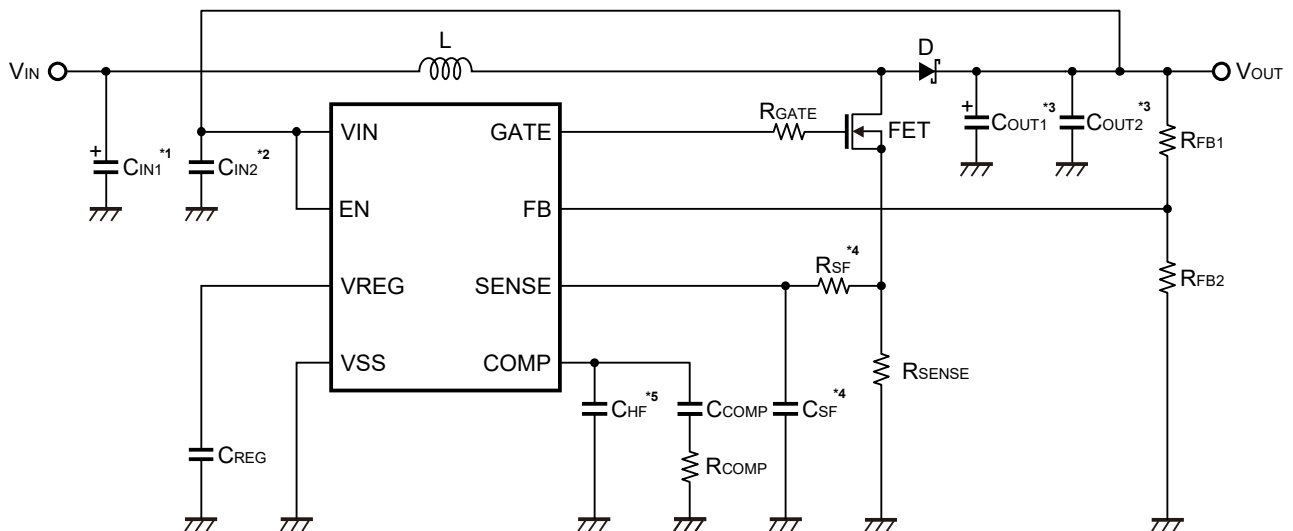 L
D
VIN
VOUT
RGATE
FET
COUT1*3
COUT2*3
RFB1
CIN1*1
+
CIN2*2
+
VIN
GATE
EN
FB
VREG
SENSE
VSS
COMP
RSF*4
RFB2
RSENSE
CHF*5
CCOMP
CSF*4
CREG
RCOMP